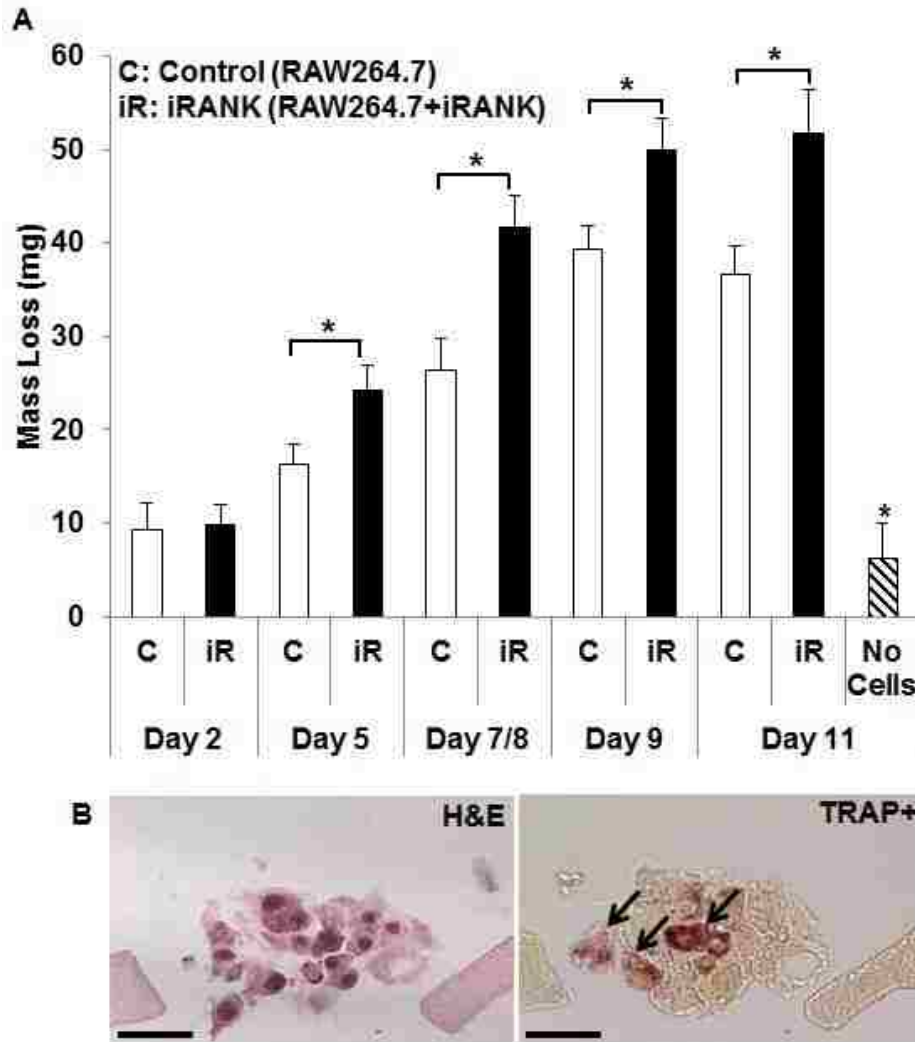 A
60
C: Control (RAW264.7)
iR: iRANK (RAW264.7+iRANK)
50
40
30
20
10
0
Mass Loss (mg)
* * * * *
C iR C iR C iR C iR C iR No
Cells
Day 2 Day 5 Day 7/8 Day 9 Day 11
B H&E TRAP+